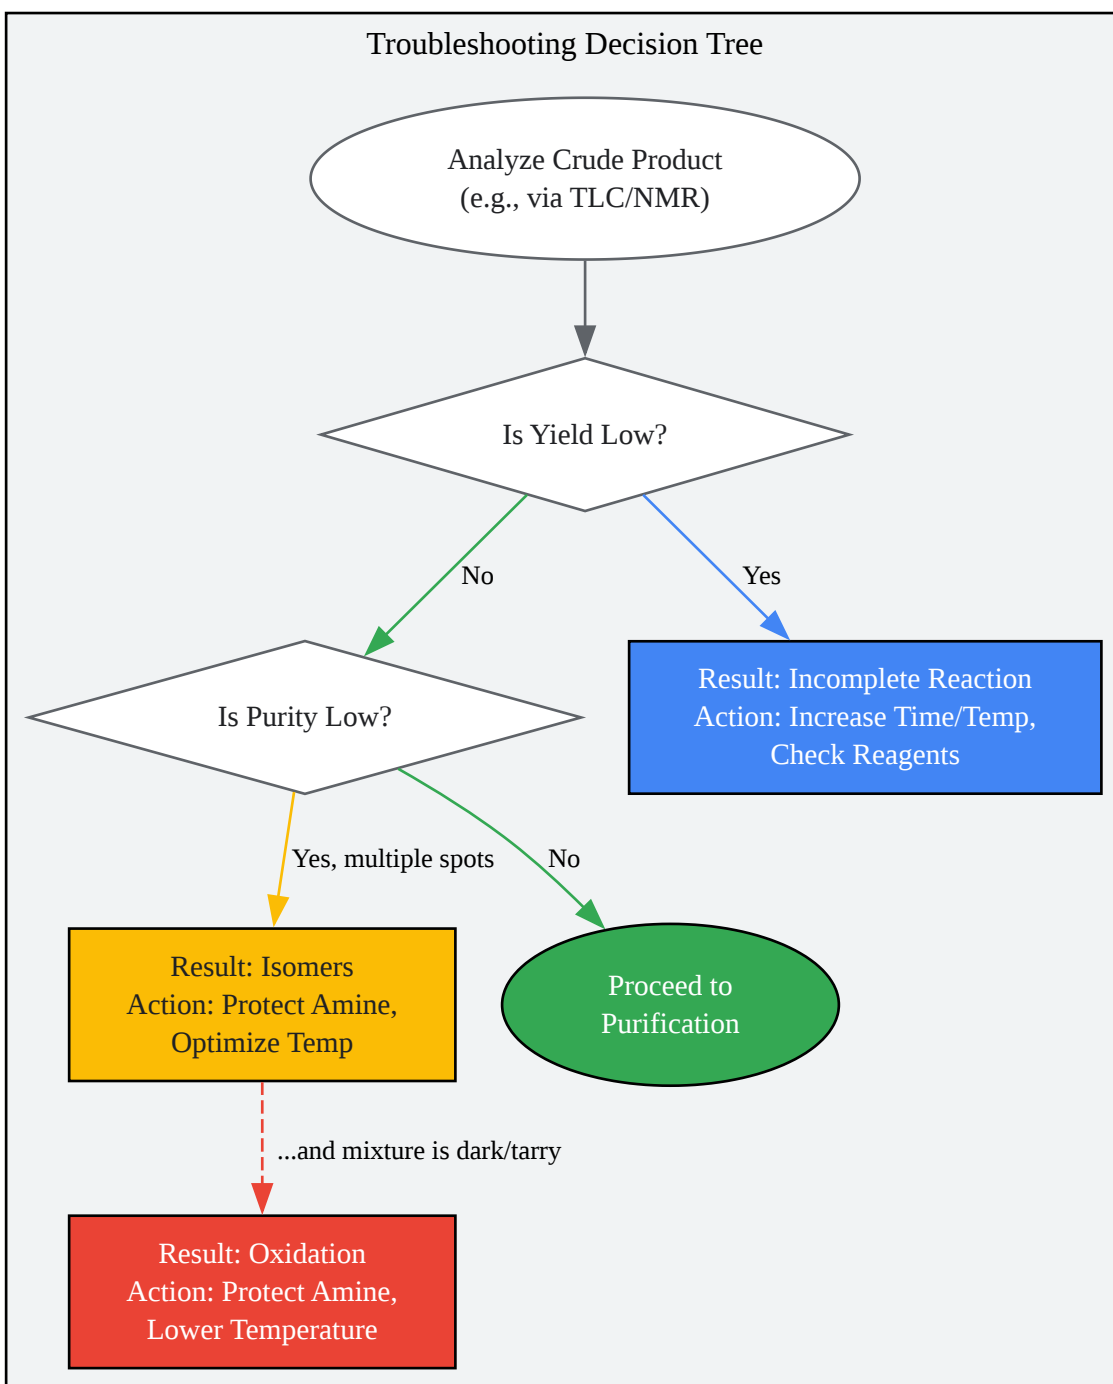 Troubleshooting Decision Tree
Analyze Crude Product
(e.g., via TLC/NMR)
Is Yield Low?
No
Yes
Is Purity Low?
Result: Incomplete Reaction
Action: Increase Time/Temp,
Check Reagents
Yes, multiple spots
No
Result: Isomers
Action: Protect Amine,
Optimize Temp
Proceed to
Purification
...and mixture is dark/tarry
Result: Oxidation
Action: Protect Amine,
Lower Temperature